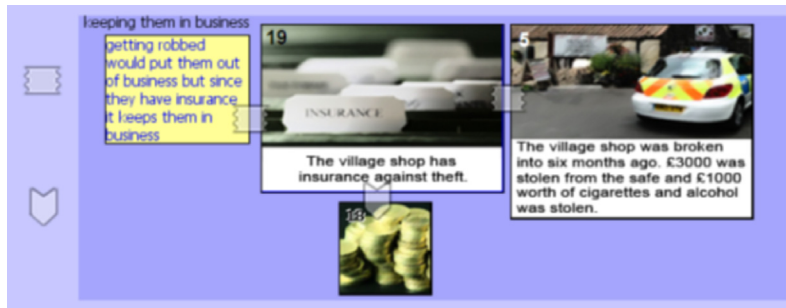 keeping them in business
getting robbed
would put them out
of business but since
they have insurance
it keeps them in
business
19
INSURANCE
The village shop has
insurance against theft.
5
The village shop was broken
into six months ago. £3000 was
stolen from the safe and £1000
worth of cigarettes and alcohol
was stolen.
18